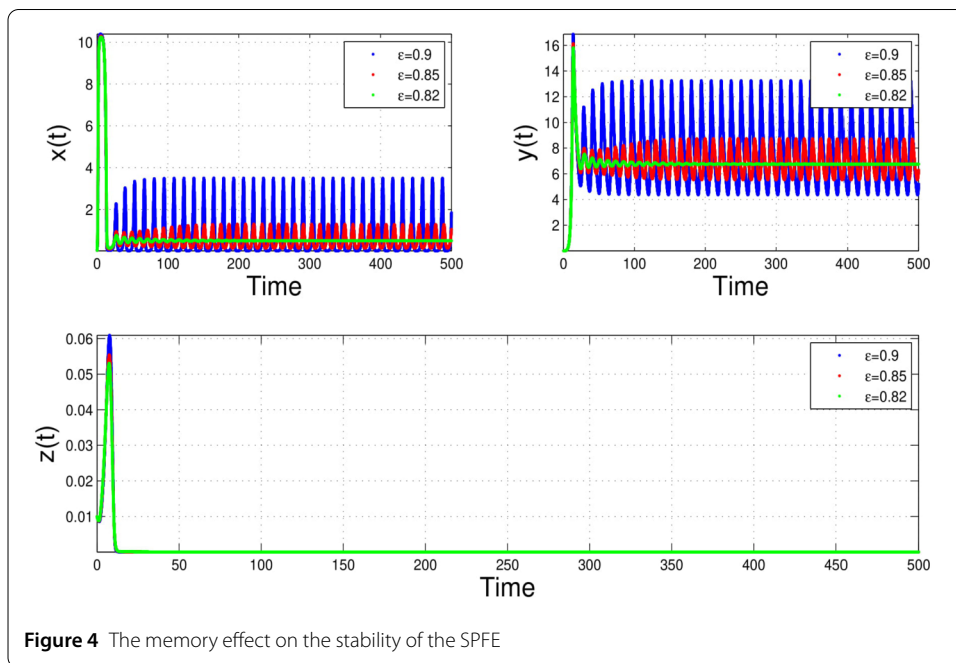 10
8
6
4
2
x(t)
0
100
200
300
400
500
Time
ε=0.9
ε=0.85
ε=0.82
16
14
12
10
8
6
4
2
y(t)
0
100
200
300
400
500
Time
ε=0.9
ε=0.85
ε=0.82
0.06
0.05
0.04
0.03
0.02
0.01
z(t)
0
50
100
150
200
250
300
350
400
450
500
Time
ε=0.9
ε=0.85
ε=0.82
Figure 4 The memory effect on the stability of the SPFE